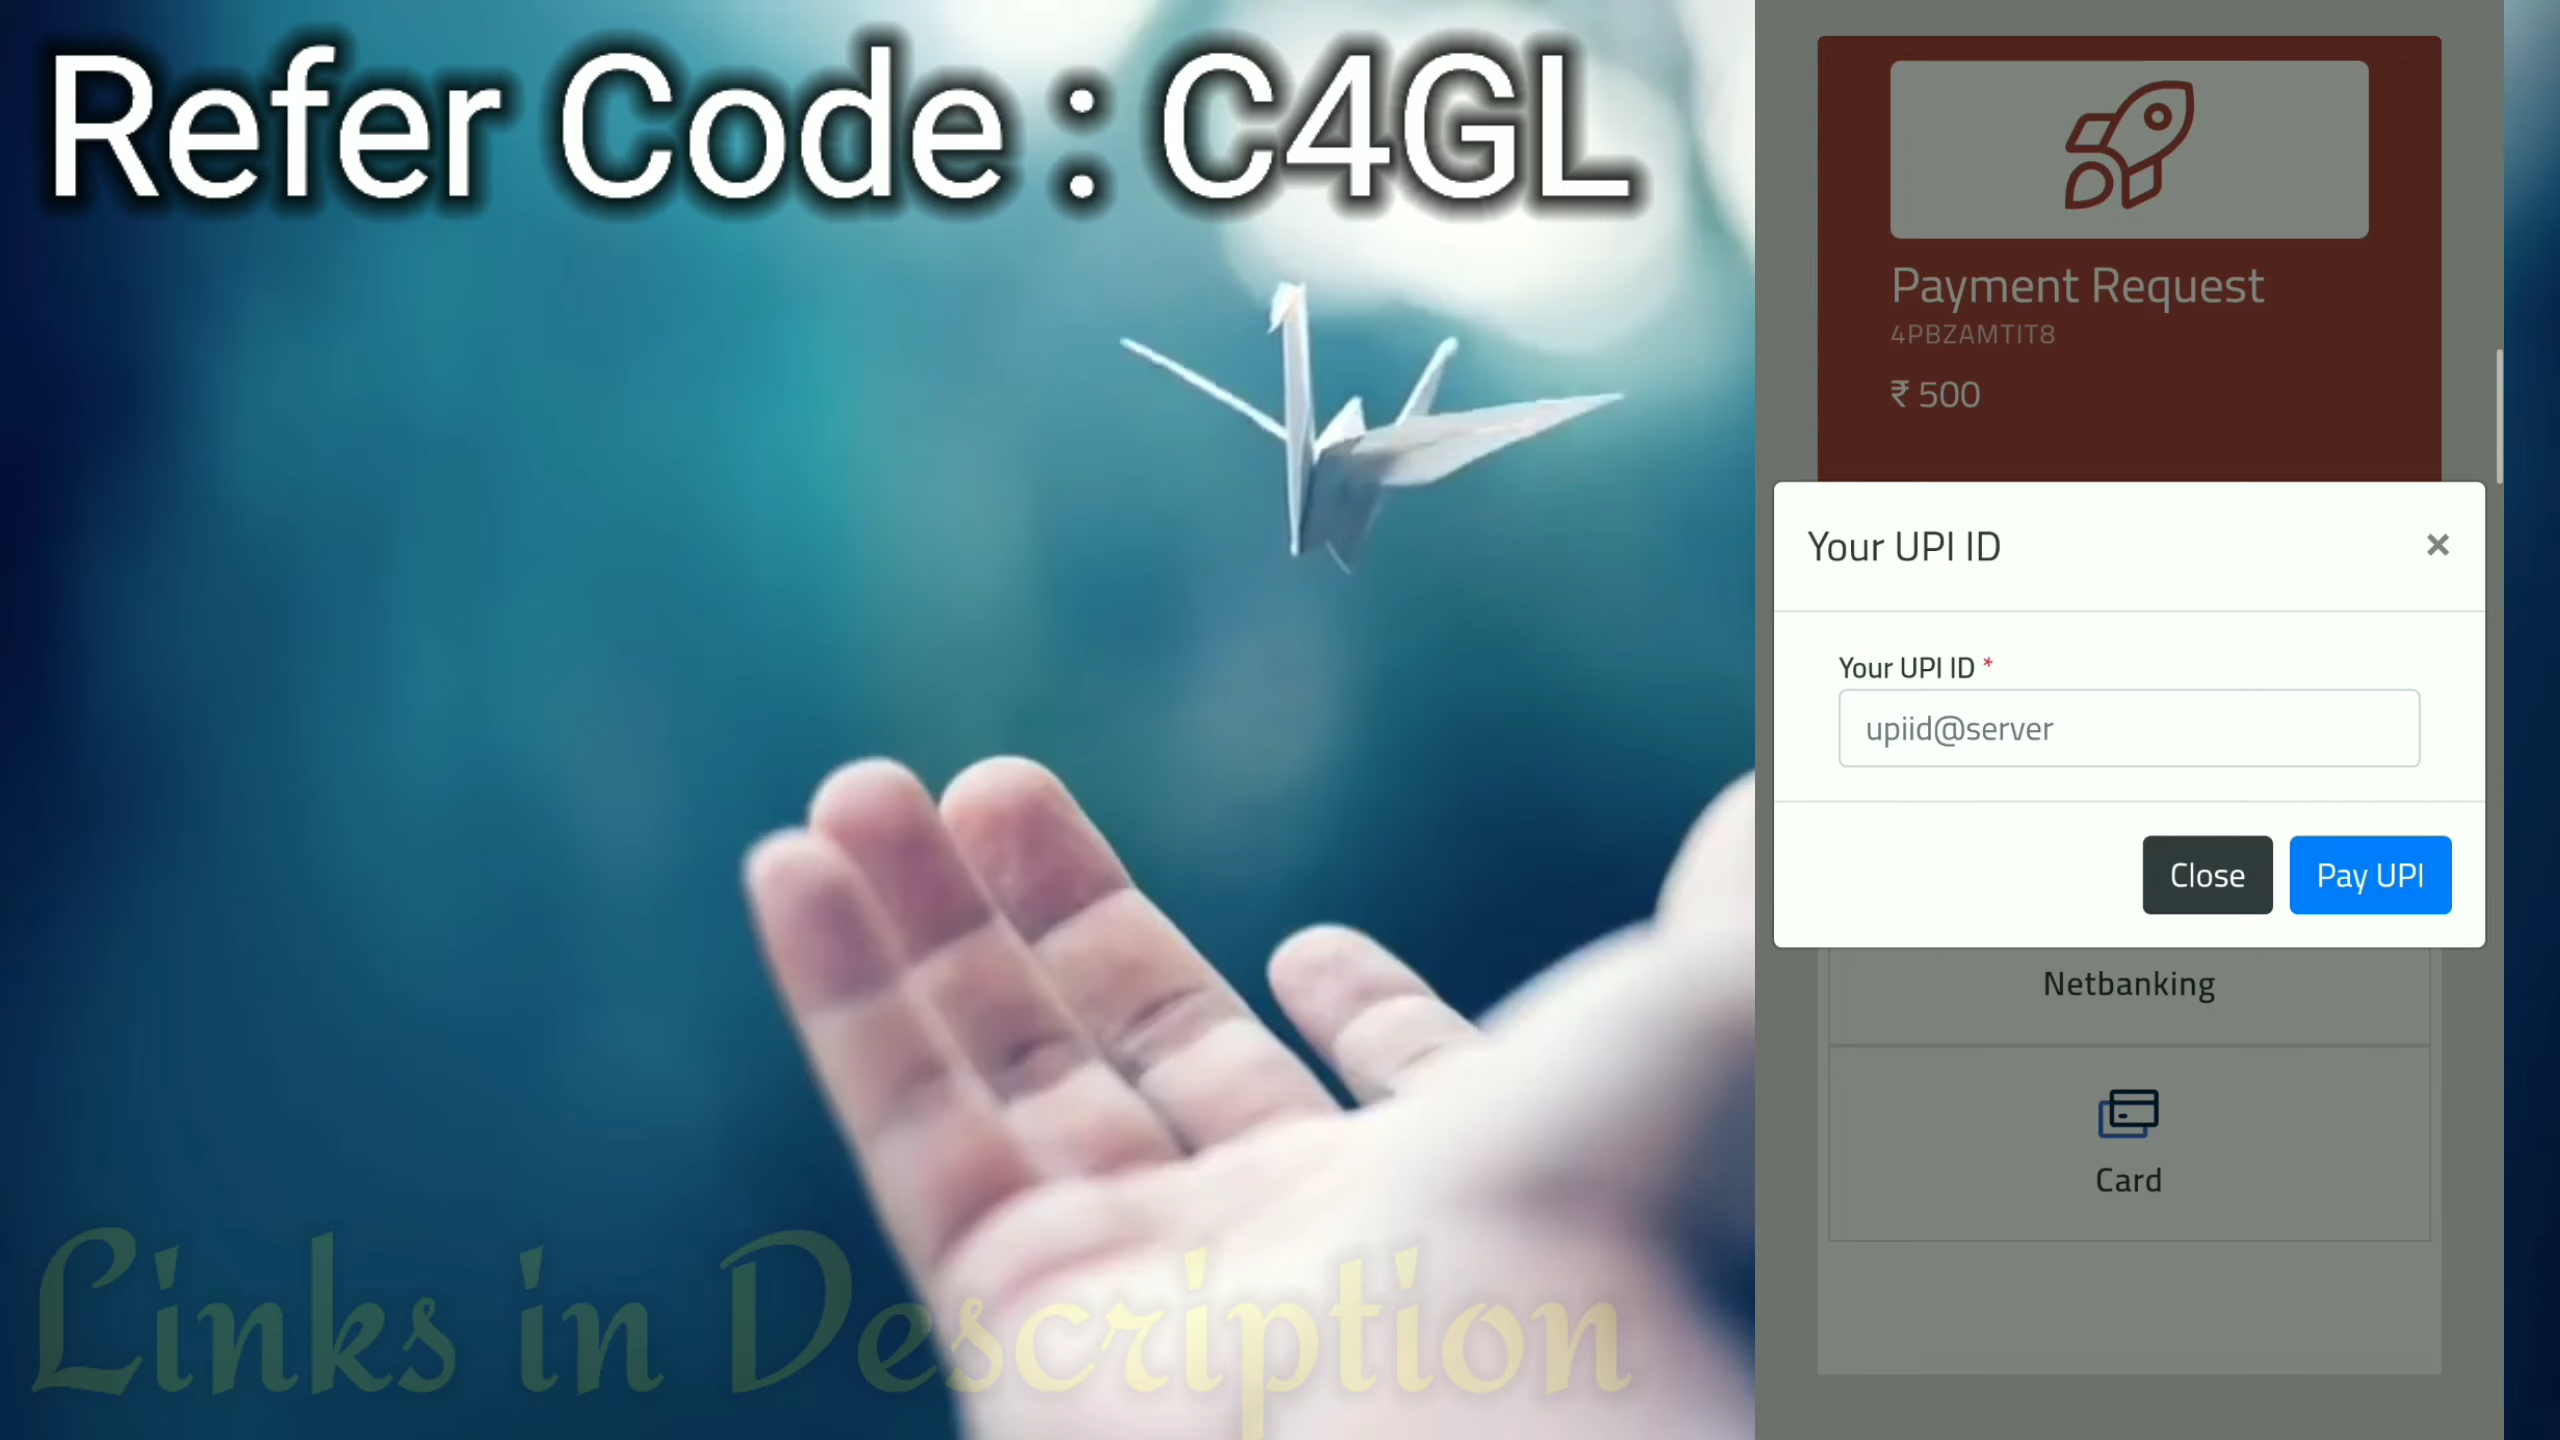 Refer Code : C4GL
Links in Description
Payment Request
4PBZAMTIT8
₹ 500
Your UPI ID
×
Your UPI ID *
upiid@server
Close
Pay UPI
Netbanking
Card